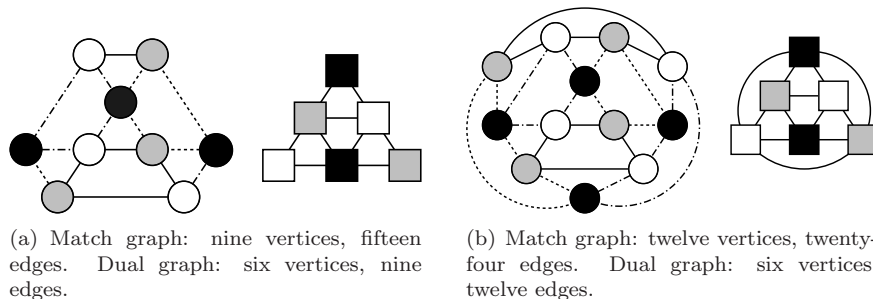 (a) Match graph: nine vertices, fifteen
edges. Dual graph: six vertices, nine
edges.
(b) Match graph: twelve vertices, twenty-
four edges. Dual graph: six vertices
twelve edges.